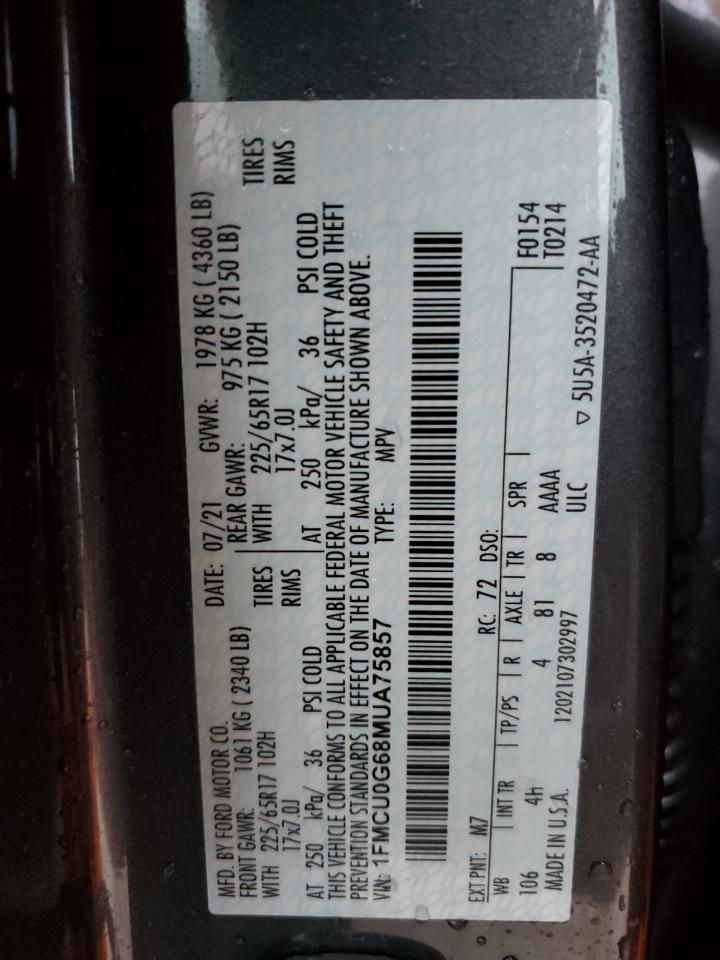 MFD. BY FORD MOTOR CO. DATE: 07/21 GVWR: 1978 KG ( 4360 LB)
FRONT GAWR: 1061 KG ( 2340 LB) REAR GAWR: 975 KG ( 2150 LB)
WITH 225/65R17 102H TIRES WITH 225/65R17 102H TIRES
17x7.0J RIMS 17x7.0J RIMS
AT 250 kPa/ 36 PSI COLD AT 250 kPa/ 36 PSI COLD
THIS VEHICLE CONFORMS TO ALL APPLICABLE FEDERAL MOTOR VEHICLE SAFETY AND THEFT
PREVENTION STANDARDS IN EFFECT ON THE DATE OF MANUFACTURE SHOWN ABOVE.
VIN: 1FMCU0G68MUA75857 TYPE: MPV
EXT PNT: M7 RC: 72 DSO:
WB INT TR TP/PS R AXLE TR SPR F0154
106 4H 4 81 8 AAAA T0214
MADE IN U.S.A. 1202107302997 ULC
▽ 5U5A-3520472-AA